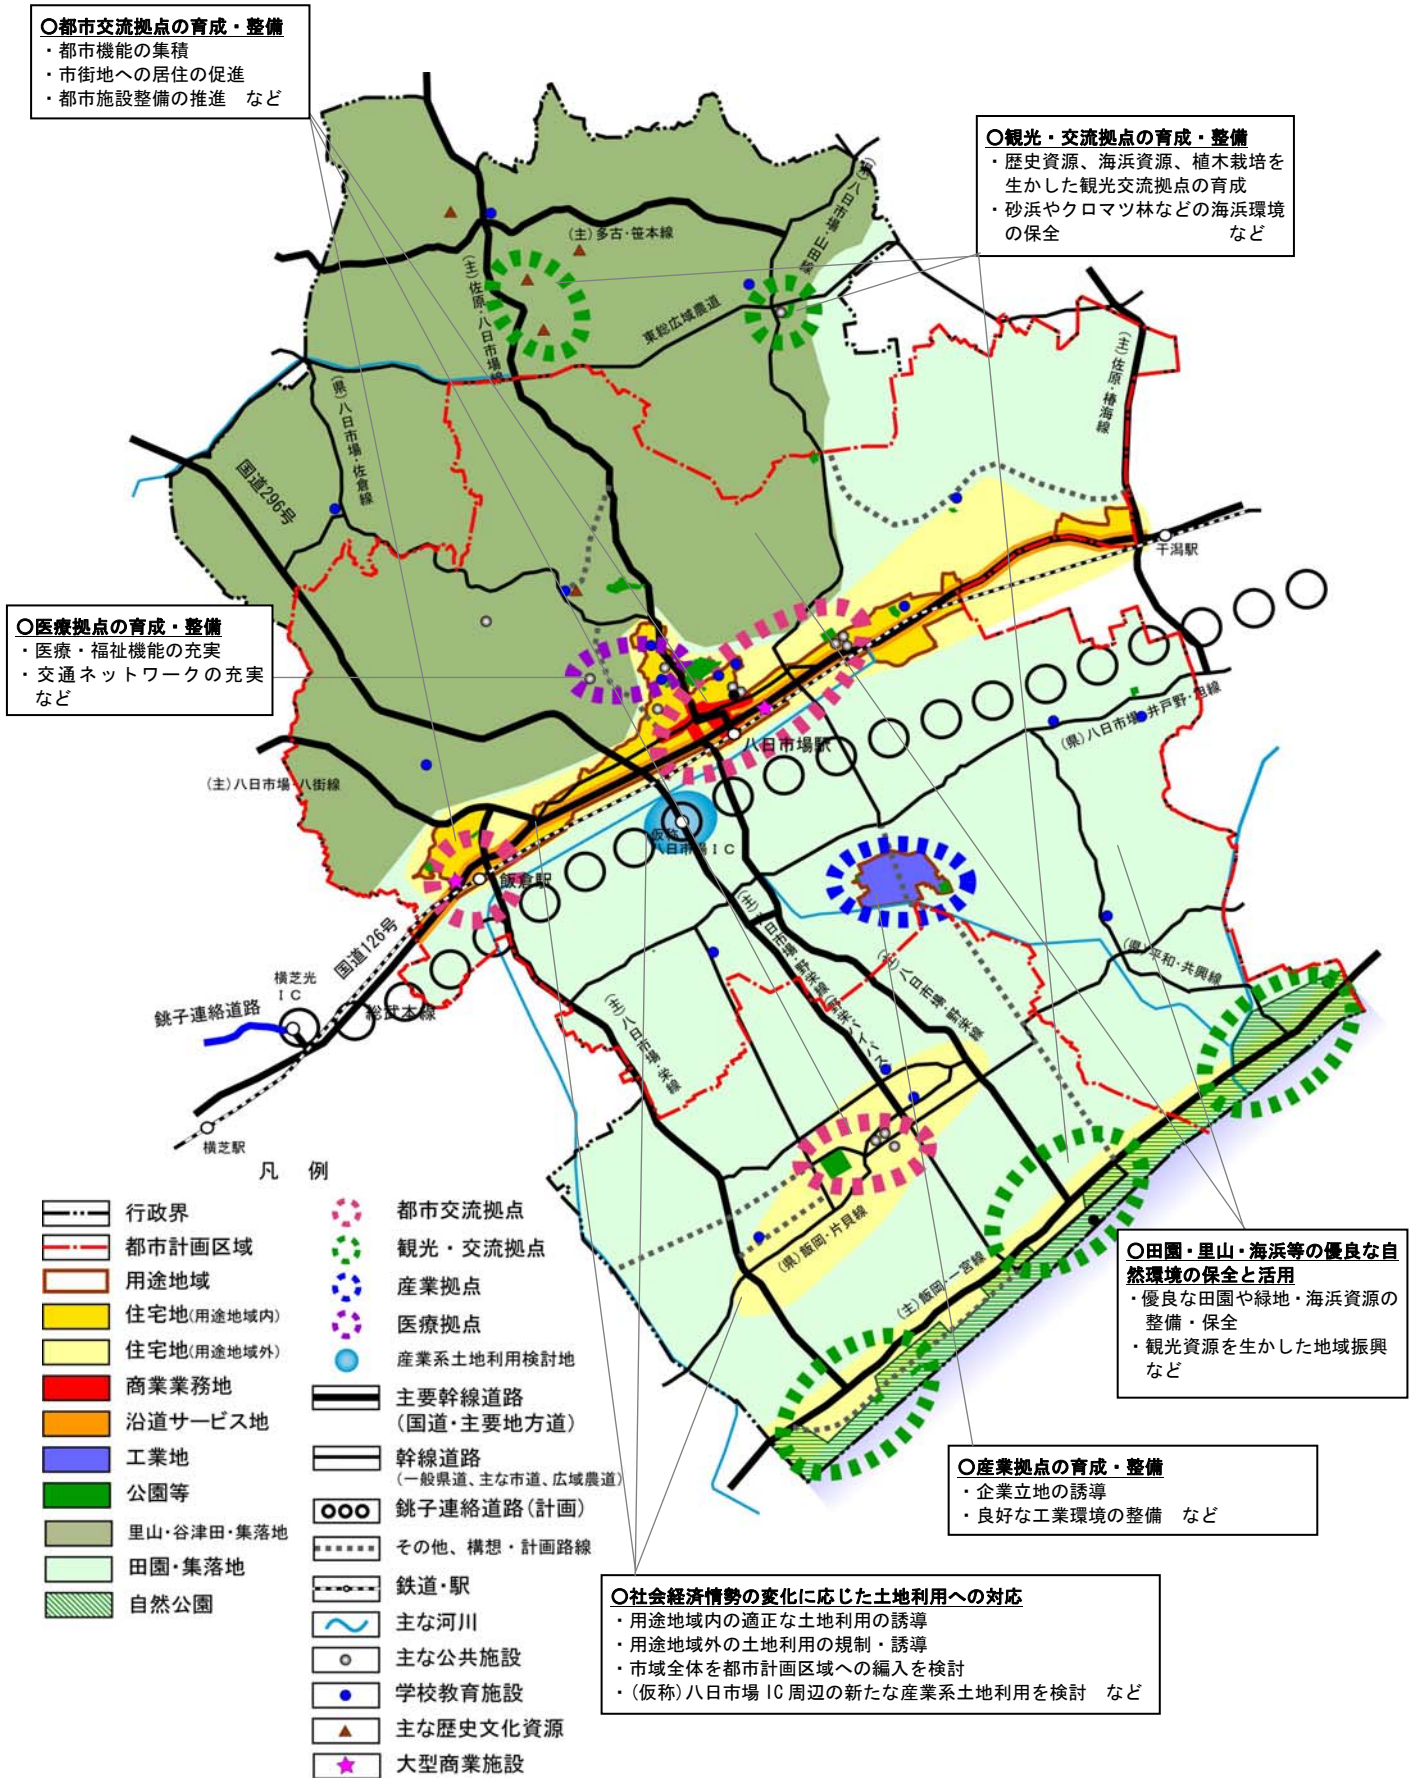 〇都市交流拠点の育成・整備
・都市機能の集積
・市街地への居住の促進
・都市施設整備の推進　など
〇観光・交流拠点の育成・整備
・歴史資源、海浜資源、植木栽培を
生かした観光交流拠点の育成
・砂浜やクロマツ林などの海浜環境
の保全　など
(県)八日市場・山田線
(主)多古・笹本線
(主)佐原・八日市場線
東総広域農道
(主)佐原・椿海線
(県)八日市場・佐倉線
国道296号
干潟駅
〇医療拠点の育成・整備
・医療・福祉機能の充実
・交通ネットワークの充実
など
(県)八日市場・井戸野・旭線
八日市場駅
(主)八日市場・八街線
仮称
八日市場IC
飯倉駅
国道126号
(主)八日市場・野栄線(野栄バイパス)
(主)八日市場・野栄線
(県)平和・共興線
横芝光
IC
銚子連絡道路
総武本線
(主)八日市場・栄線
横芝駅
(県)飯岡・片貝線
(主)飯岡・一宮線
〇田園・里山・海浜等の優良な自
然環境の保全と活用
・優良な田園や緑地・海浜資源の
整備・保全
・観光資源を生かした地域振興
など
〇産業拠点の育成・整備
・企業立地の誘導
・良好な工業環境の整備　など
〇社会経済情勢の変化に応じた土地利用への対応
・用途地域内の適正な土地利用の誘導
・用途地域外の土地利用の規制・誘導
・市域全体を都市計画区域への編入を検討
・(仮称)八日市場IC周辺の新たな産業系土地利用を検討　など
凡　例
行政界
都市計画区域
用途地域
住宅地(用途地域内)
住宅地(用途地域外)
商業業務地
沿道サービス地
工業地
公園等
里山・谷津田・集落地
田園・集落地
自然公園
都市交流拠点
観光・交流拠点
産業拠点
医療拠点
産業系土地利用検討地
主要幹線道路
(国道・主要地方道)
幹線道路
(一般県道、主な市道、広域農道)
銚子連絡道路(計画)
その他、構想・計画路線
鉄道・駅
主な河川
主な公共施設
学校教育施設
主な歴史文化資源
大型商業施設